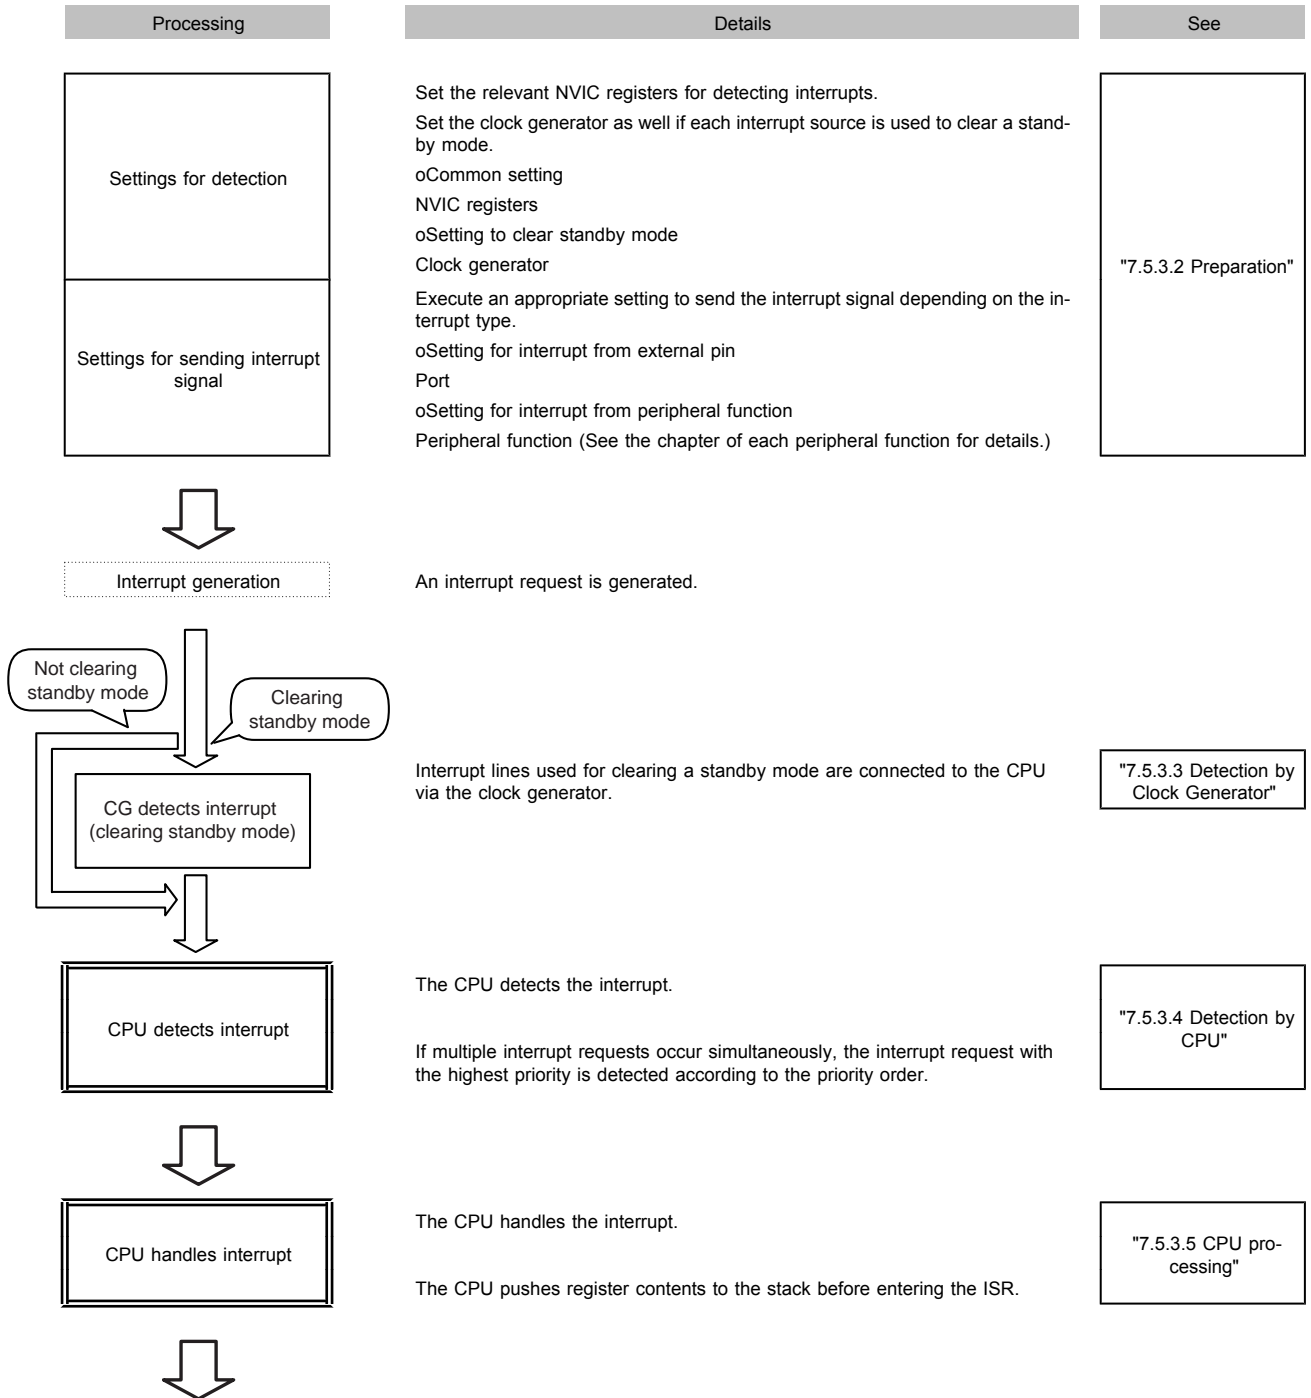 Processing
Details
See
Settings for detection
Set the relevant NVIC registers for detecting interrupts.
Set the clock generator as well if each interrupt source is used to clear a stand-
by mode.
oCommon setting
NVIC registers
oSetting to clear standby mode
Clock generator
"7.5.3.2 Preparation"
Settings for sending interrupt
signal
Execute an appropriate setting to send the interrupt signal depending on the in-
terrupt type.
oSetting for interrupt from external pin
Port
oSetting for interrupt from peripheral function
Peripheral function (See the chapter of each peripheral function for details.)
Interrupt generation
An interrupt request is generated.
Not clearing
standby mode
Clearing
standby mode
CG detects interrupt
(clearing standby mode)
Interrupt lines used for clearing a standby mode are connected to the CPU
via the clock generator.
"7.5.3.3 Detection by
Clock Generator"
CPU detects interrupt
The CPU detects the interrupt.
If multiple interrupt requests occur simultaneously, the interrupt request with
the highest priority is detected according to the priority order.
"7.5.3.4 Detection by
CPU"
CPU handles interrupt
The CPU handles the interrupt.
The CPU pushes register contents to the stack before entering the ISR.
"7.5.3.5 CPU pro-
cessing"